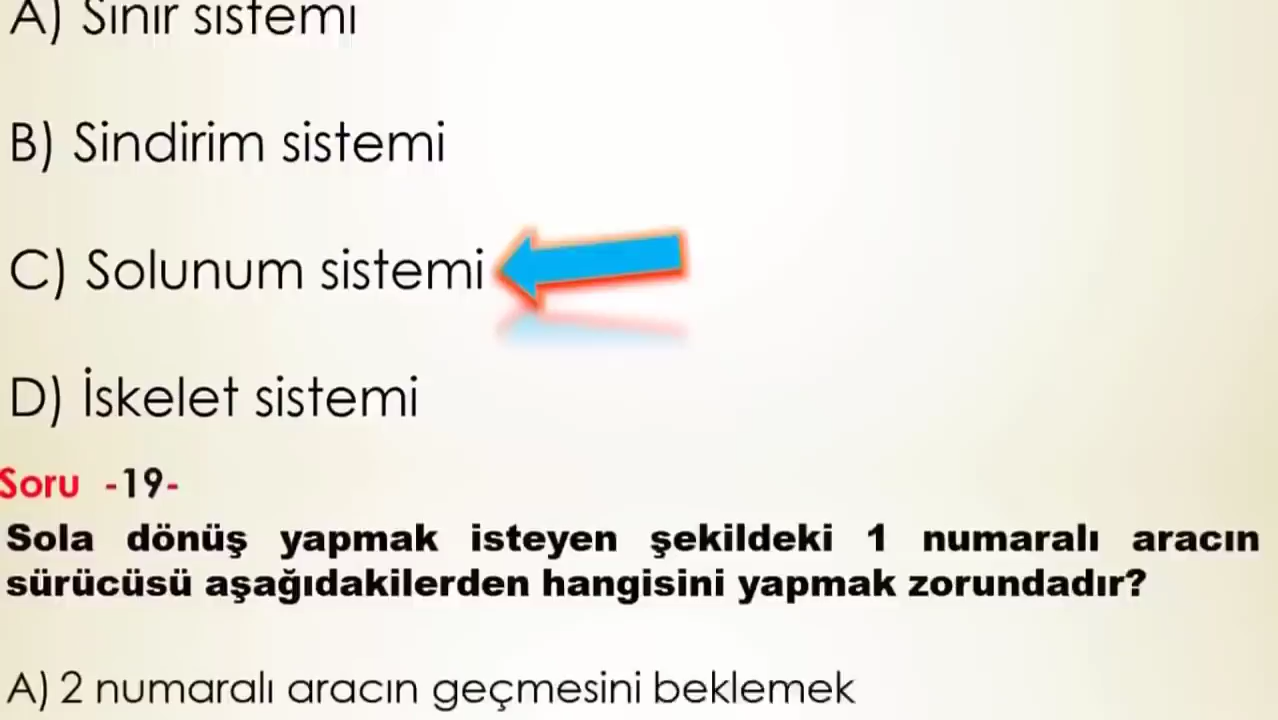 A) Sinir sistemi
B) Sindirim sistemi
C) Solunum sistemi
D) İskelet sistemi
Soru -19-
Sola dönüş yapmak isteyen şekildeki 1 numaralı aracın
sürücüsü aşağıdakilerden hangisini yapmak zorundadır?
A) 2 numaralı aracın geçmesini beklemek